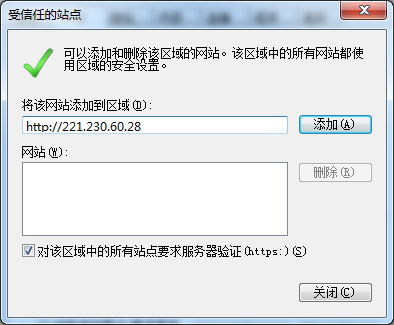 受信任的站点
可以添加和删除该区域的网站。该区域中的所有网站都使
用区域的安全设置。
将该网站添加到区域(D):
http://221.230.60.28
添加(A)
网站(W):
删除(R)
对该区域中的所有站点要求服务器验证(https:)(S)
关闭(C)